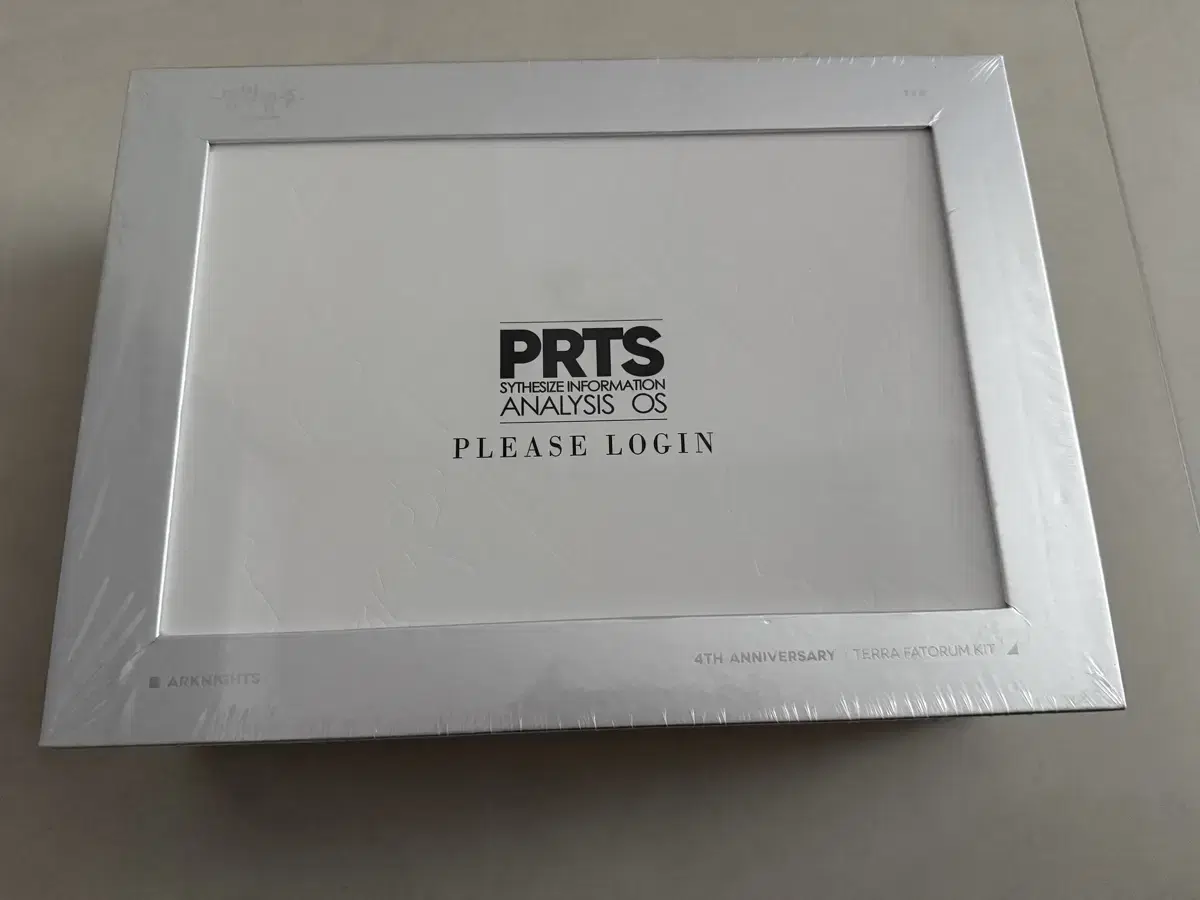 PRTS
SYTHESIZE INFORMATION
ANALYSIS OS
PLEASE LOGIN
4TH ANNIVERSARY TERRA FATORUM KIT
ARKNIGHTS